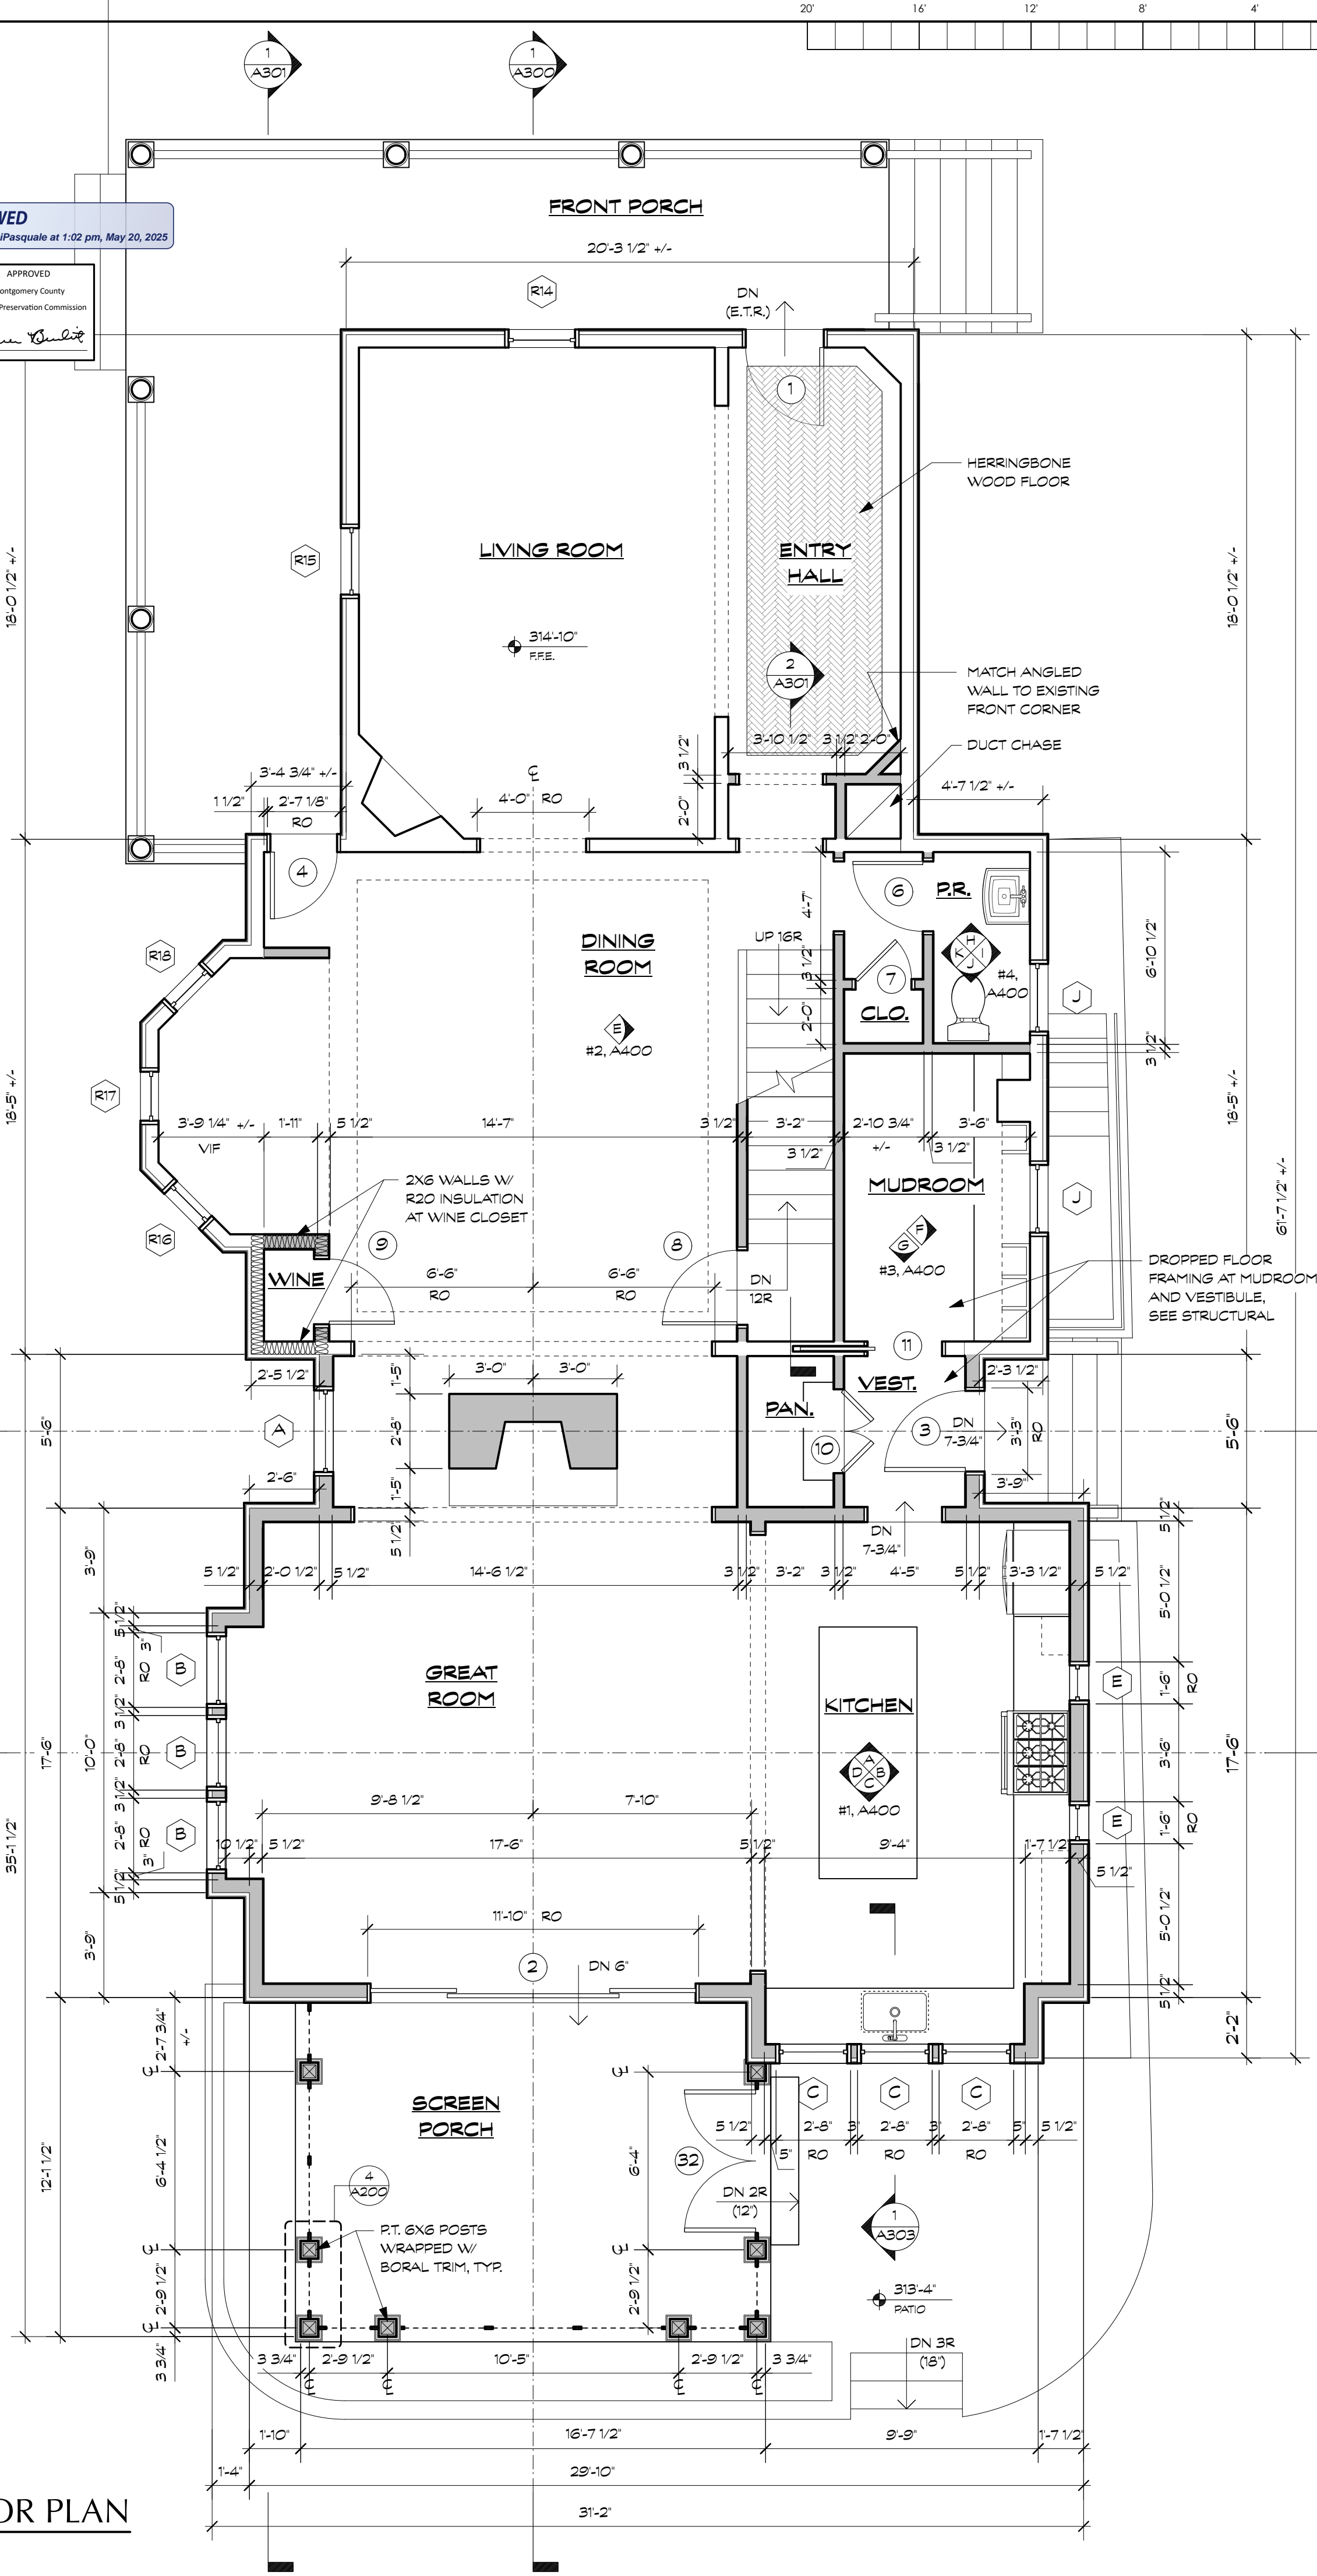 20'
16'
12'
8'
4'
1
A301
1
A300
FRONT PORCH
WED
iPasquale at 1:02 pm, May 20, 2025
APPROVED
ontgomery County
Preservation Commission
20'-3 1/2" +/-
R14
DN
(E.T.R.)
1
HERRINGBONE
WOOD FLOOR
LIVING ROOM
ENTRY
HALL
R15
18'-0 1/2" +/-
18'-0 1/2" +/-
314'-10"
F.F.E.
2
A301
MATCH ANGLED
WALL TO EXISTING
FRONT CORNER
3'-10 1/2"
3 1/2"
2'-0"
DUCT CHASE
3 1/2"
2'-0"
3'-4 3/4" +/-
1 1/2"
2'-7 1/8"
RO
4'-0" RO
4'-7 1/2" +/-
4
6
P.R.
4'-7"
6'-10 1/2"
R18
DINING
ROOM
UP 16R
H
K
I
J
#4,
A400
3 1/2"
7
CLO.
2'-0"
J
E
#2, A400
3 1/2"
R17
18'-5" +/-
18'-5" +/-
61'-7 1/2" +/-
3'-9 1/4" +/-
VIF
1'-11"
5 1/2"
14'-7"
3 1/2"
3'-2"
3 1/2"
2'-10 3/4"
+/-
3 1/2"
3'-6"
2X6 WALLS W/
R20 INSULATION
AT WINE CLOSET
MUDROOM
J
R16
9
8
F
G
#3, A400
DROPPED FLOOR
FRAMING AT MUDROOM
AND VESTIBULE,
SEE STRUCTURAL
WINE
6'-6"
RO
6'-6"
RO
DN
12R
11
2'-5 1/2"
1'-5"
3'-0"
3'-0"
VEST.
2'-3 1/2"
PAN.
A
5'-6"
2'-8"
10
3
DN
7-3/4"
3'-3"
RO
5'-6"
2'-6"
1'-5"
3'-9"
5 1/2"
DN
7-3/4"
5 1/2"
3'-9"
5 1/2"
2'-0 1/2"
5 1/2"
14'-6 1/2"
3 1/2"
3'-2"
3 1/2"
4'-5"
5 1/2"
3'-3 1/2"
5 1/2"
5'-0 1/2"
5 1/2"
3"
2'-8"
RO
B
GREAT
ROOM
KITCHEN
E
1'-6"
RO
3 1/2"
17'-6"
10'-0"
2'-8"
RO
B
3'-6"
17'-6"
A
D
B
C
#1, A400
3 1/2"
9'-8 1/2"
7'-10"
2'-8"
RO
B
E
1'-6"
RO
35'-1 1/2"
10 1/2"
5 1/2"
17'-6"
5 1/2"
9'-4"
1'-7 1/2"
5 1/2"
3"
5 1/2"
3'-9"
11'-10" RO
5'-0 1/2"
2
DN 6"
5 1/2"
2'-2"
2'-7 3/4"
+/-
SCREEN
PORCH
C
C
C
5 1/2"
5"
2'-8"
RO
3"
2'-8"
RO
3"
2'-8"
RO
5"
5 1/2"
12'-1 1/2"
6'-4 1/2"
6'-4"
32
4
A200
DN 2R
(12")
P.T. 6X6 POSTS
WRAPPED W/
BORAL TRIM, TYP.
1
A303
2'-9 1/2"
2'-9 1/2"
313'-4"
PATIO
3 3/4"
DN 3R
(18")
3 3/4"
2'-9 1/2"
10'-5"
2'-9 1/2"
3 3/4"
1'-10"
16'-7 1/2"
9'-9"
1'-7 1/2"
1'-4"
29'-10"
31'-2"
OR PLAN